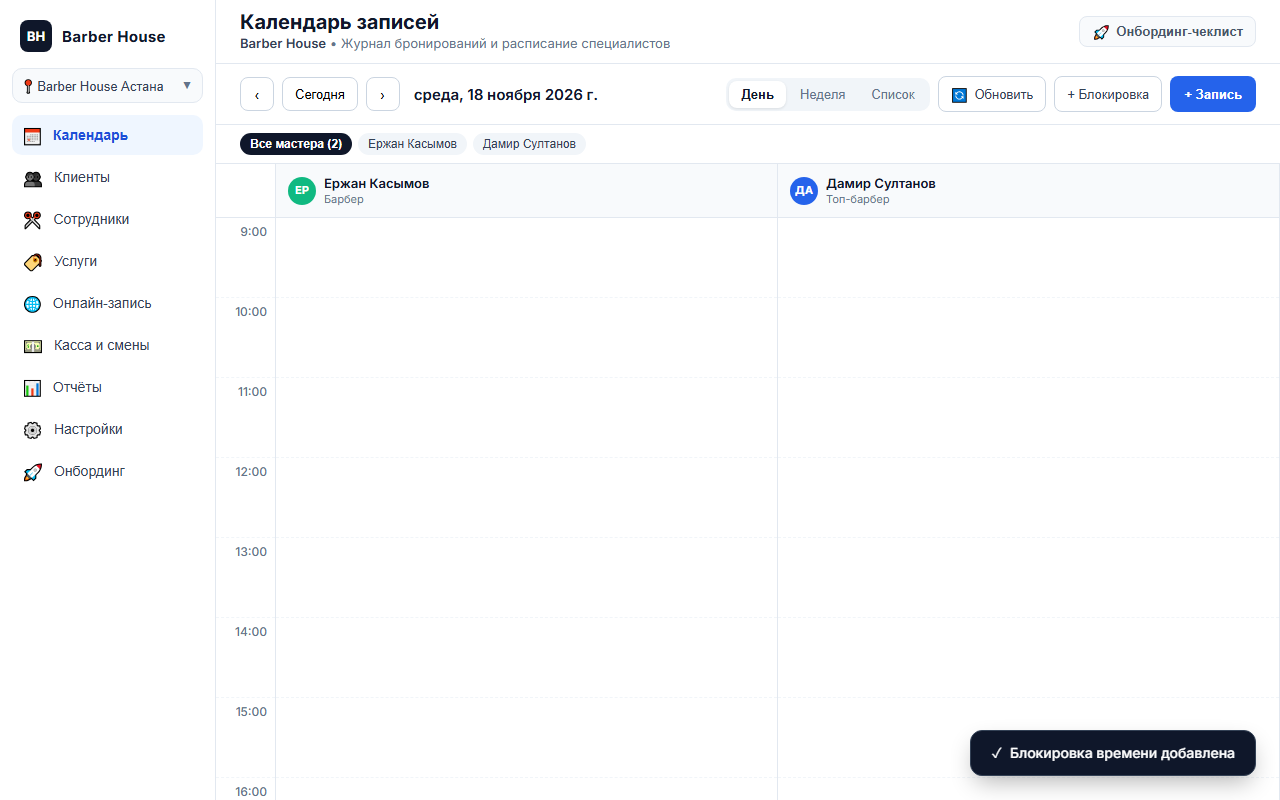 BH Barber House
Barber House Астана ▼
Календарь
Клиенты
Сотрудники
Услуги
Онлайн-запись
Касса и смены
Отчёты
Настройки
Онбординг
Календарь записей
Barber House • Журнал бронирований и расписание специалистов
Онбординг-чеклист
‹ Сегодня › среда, 18 ноября 2026 г.
День Неделя Список Обновить + Блокировка + Запись
Все мастера (2) Ержан Касымов Дамир Султанов
ЕР Ержан Касымов
Барбер
ДА Дамир Султанов
Топ-барбер
9:00
10:00
11:00
12:00
13:00
14:00
15:00
16:00
✓ Блокировка времени добавлена